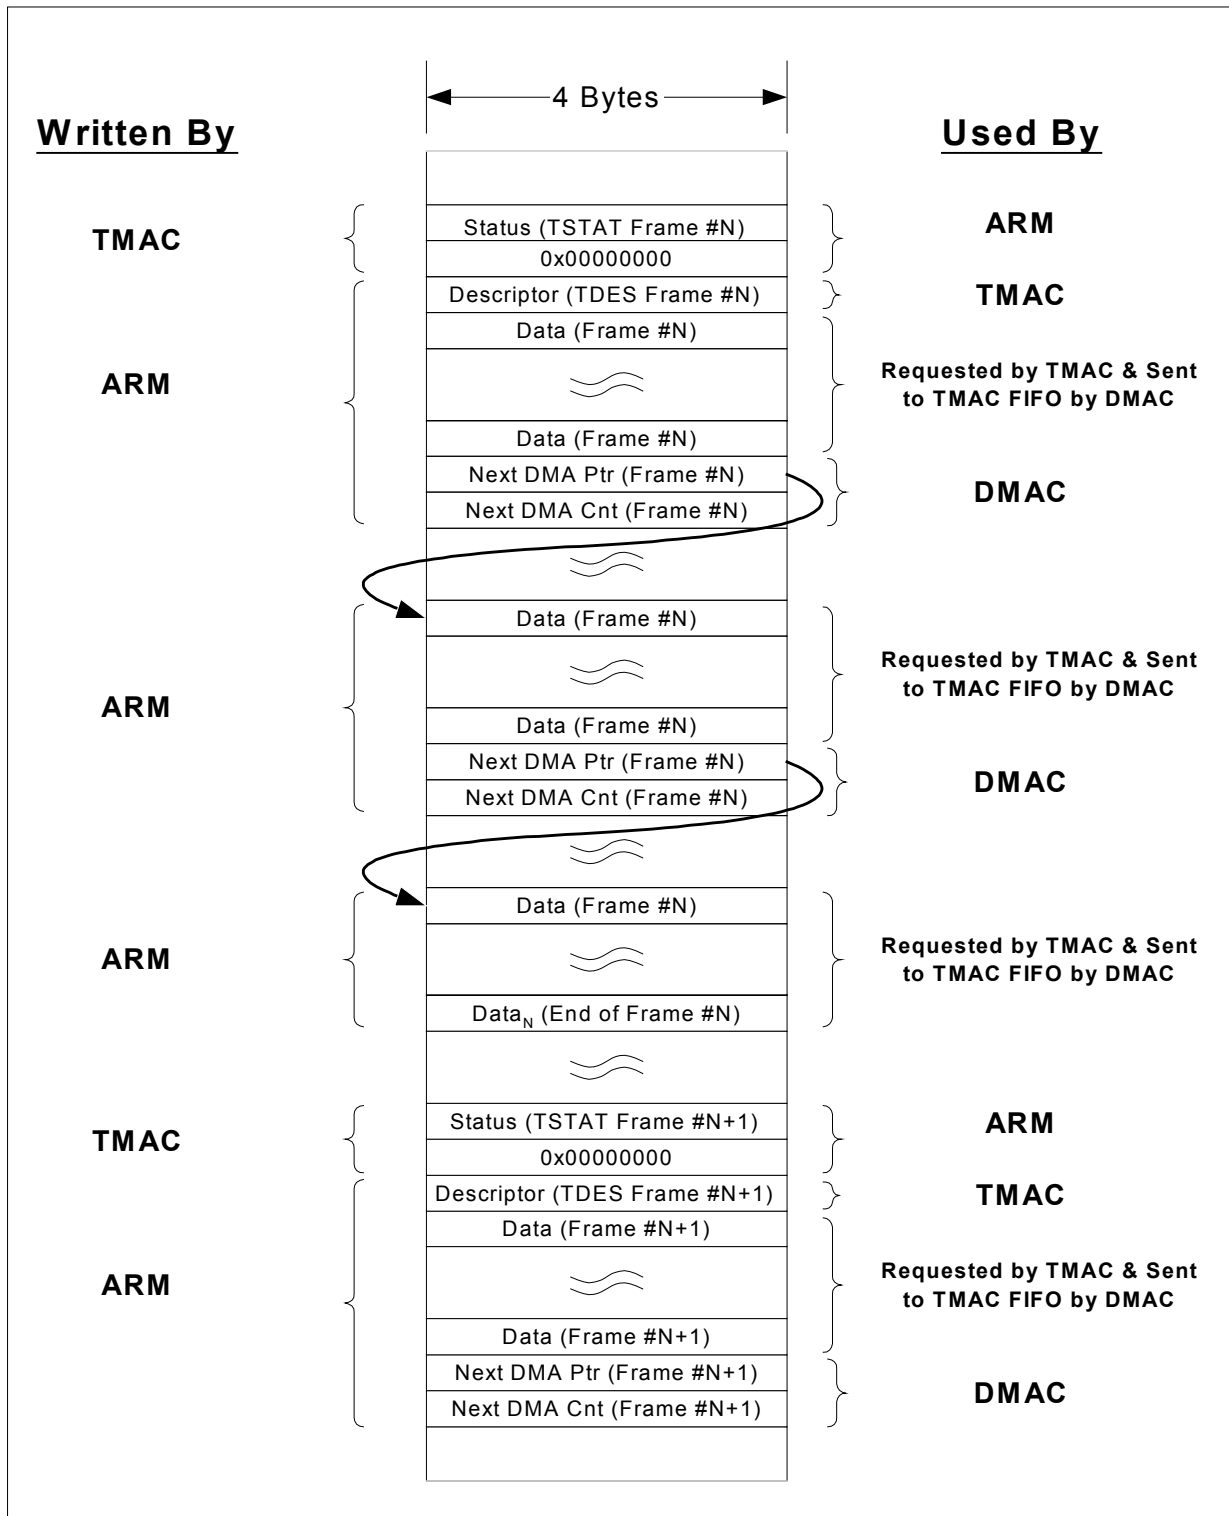 4 Bytes
Written By
Used By
TMAC
Status (TSTAT Frame #N)
0x00000000
ARM
Descriptor (TDES Frame #N)
TMAC
Data (Frame #N)
ARM
Requested by TMAC & Sent
to TMAC FIFO by DMAC
Data (Frame #N)
Next DMA Ptr (Frame #N)
Next DMA Cnt (Frame #N)
DMAC
Data (Frame #N)
ARM
Requested by TMAC & Sent
to TMAC FIFO by DMAC
Data (Frame #N)
Next DMA Ptr (Frame #N)
Next DMA Cnt (Frame #N)
DMAC
Data (Frame #N)
ARM
Requested by TMAC & Sent
to TMAC FIFO by DMAC
DataN (End of Frame #N)
TMAC
Status (TSTAT Frame #N+1)
0x00000000
ARM
Descriptor (TDES Frame #N+1)
TMAC
Data (Frame #N+1)
ARM
Requested by TMAC & Sent
to TMAC FIFO by DMAC
Data (Frame #N+1)
Next DMA Ptr (Frame #N+1)
Next DMA Cnt (Frame #N+1)
DMAC